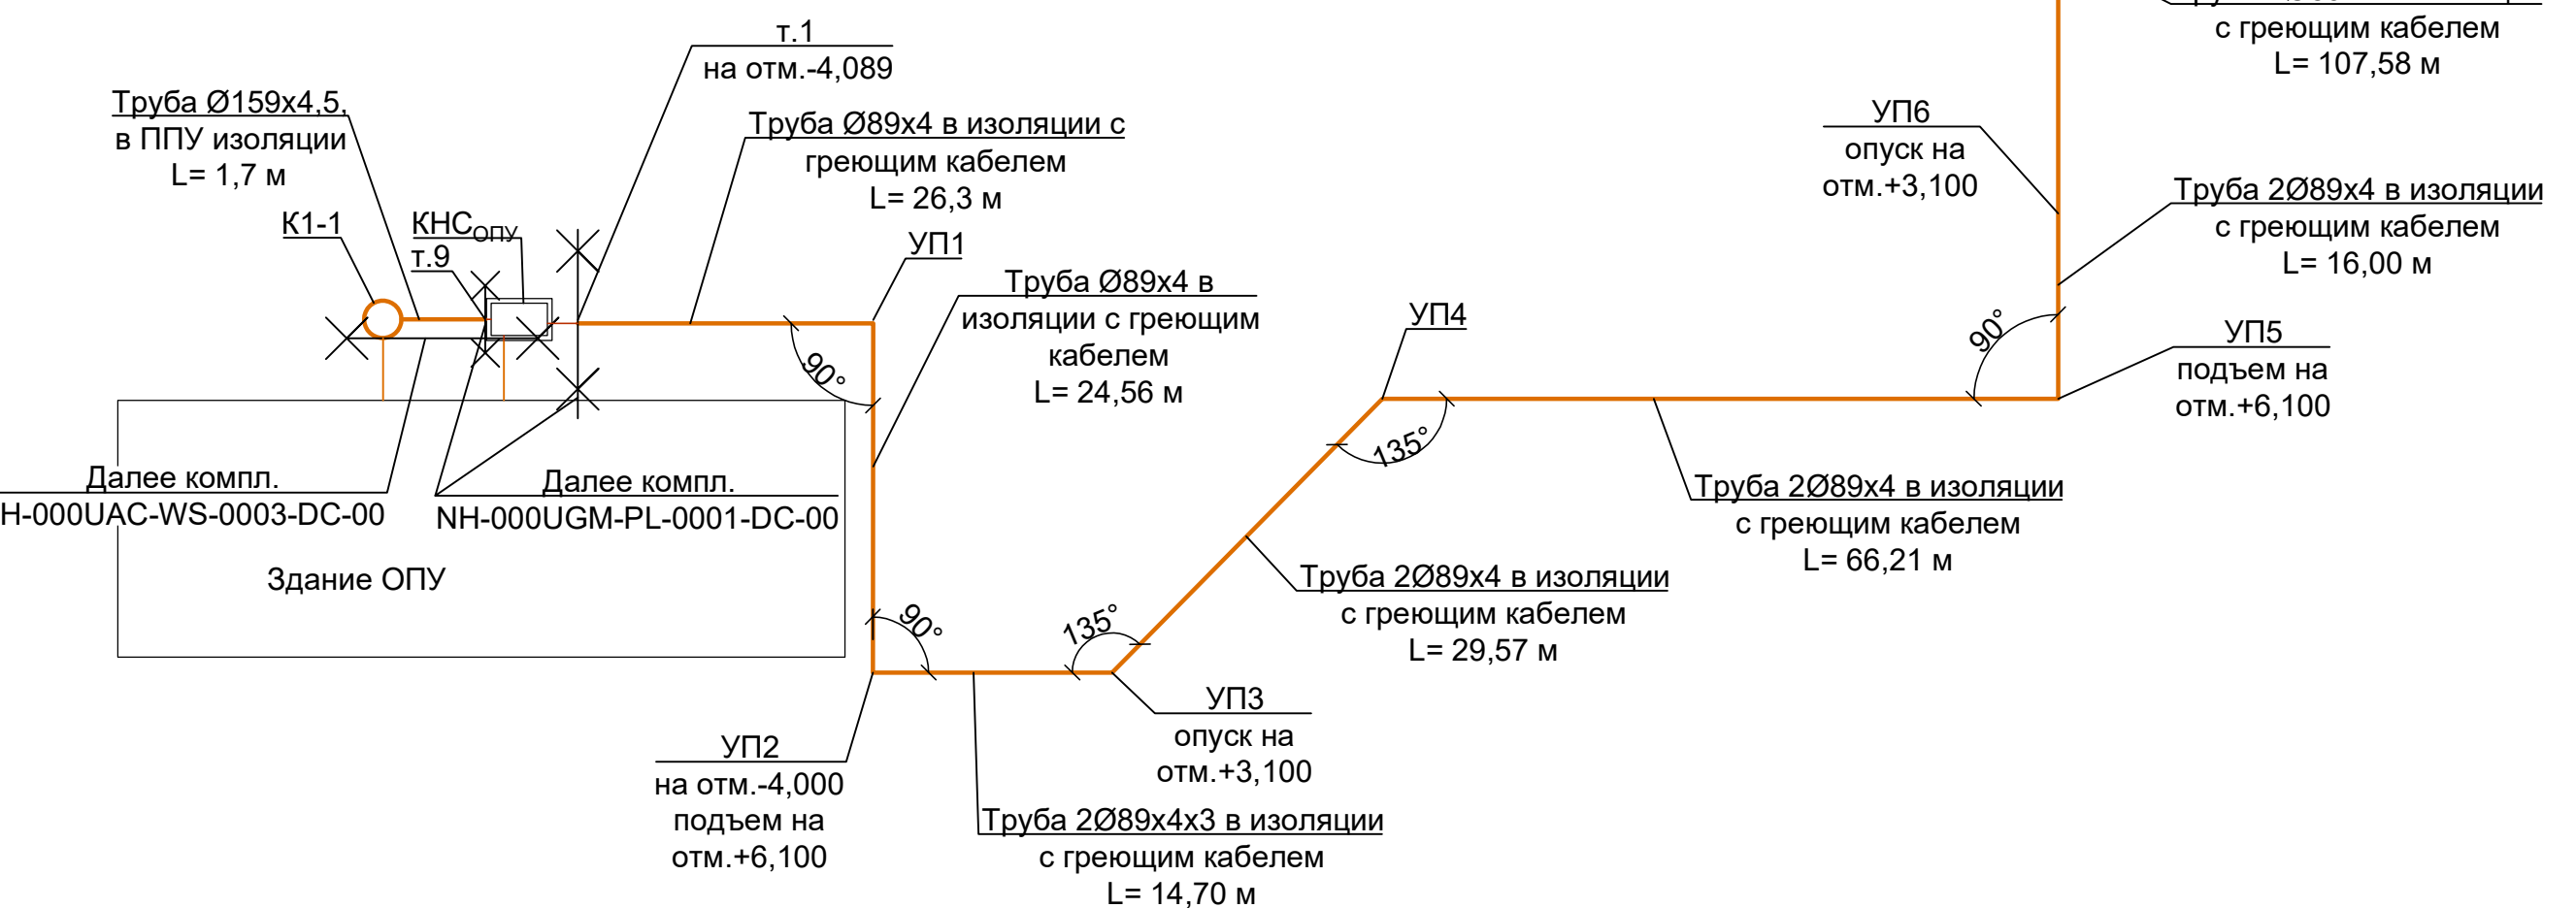 т.1
на отм.-4,089
Труба Ø159х4,5,
в ППУ изоляции
L= 1,7 м
Труба Ø89х4 в изоляции с
греющим кабелем
L= 26,3 м
К1-1
КНСОПУ
т.9
УП1
Труба Ø89х4 в
изоляции с греющим
кабелем
L= 24,56 м
90°
Далее компл.
H-000UAC-WS-0003-DC-00
Далее компл.
NH-000UGM-PL-0001-DC-00
Здание ОПУ
90°
135°
УП2
на отм.-4,000
подъем на
отм.+6,100
УП3
опуск на
отм.+3,100
Труба 2Ø89х4х3 в изоляции
с греющим кабелем
L= 14,70 м
Труба 2Ø89х4 в изоляции
с греющим кабелем
L= 29,57 м
УП4
135°
Труба 2Ø89х4 в изоляции
с греющим кабелем
L= 66,21 м
90°
УП5
подъем на
отм.+6,100
Труба 2Ø89х4 в изоляции
с греющим кабелем
L= 16,00 м
УП6
опуск на
отм.+3,100
с греющим кабелем
L= 107,58 м